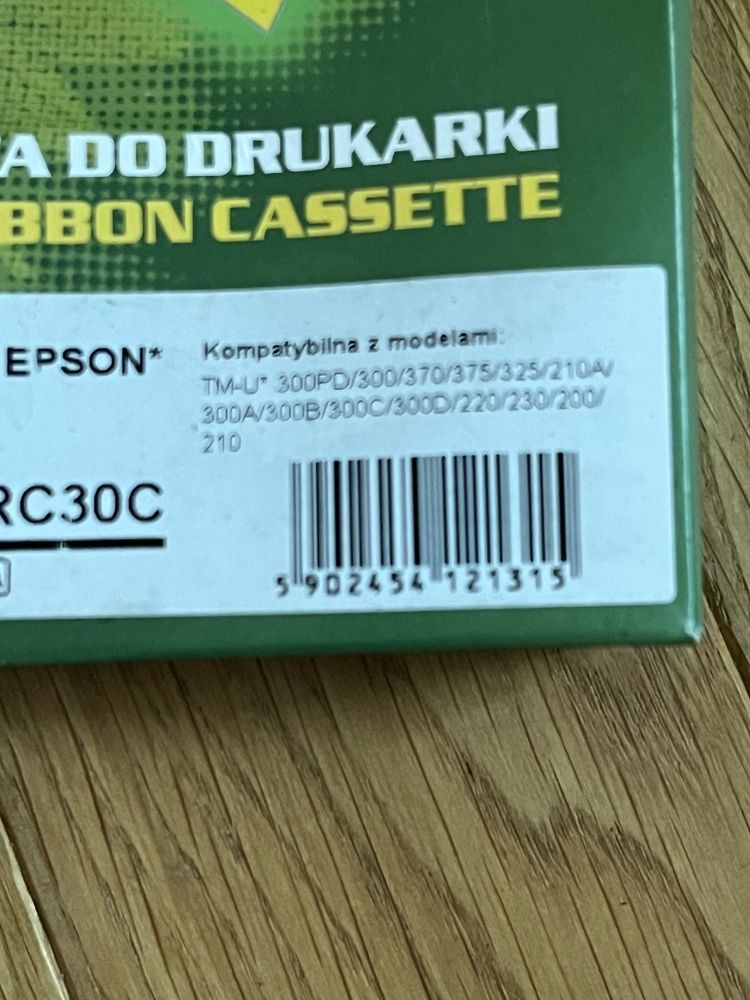 A DO DRUKARKI
BBON CASSETTE
EPSON*
Kompatybilna z modelami:
TM-U* 300PD/300/370/375/325/210A/
300A/300B/300C/300D/220/230/200/
210
RC30C
5 902454 121315